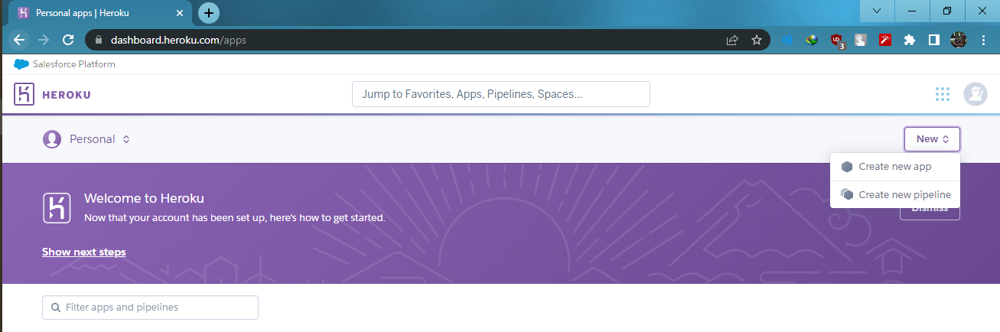 Personal apps | Heroku
dashboard.heroku.com/apps
3
Salesforce Platform
HEROKU
Jump to Favorites, Apps, Pipelines, Spaces...
Personal
New
Create new app
Create new pipeline
Welcome to Heroku
Now that your account has been set up, here's how to get started.
Dismiss
Show next steps
Filter apps and pipelines